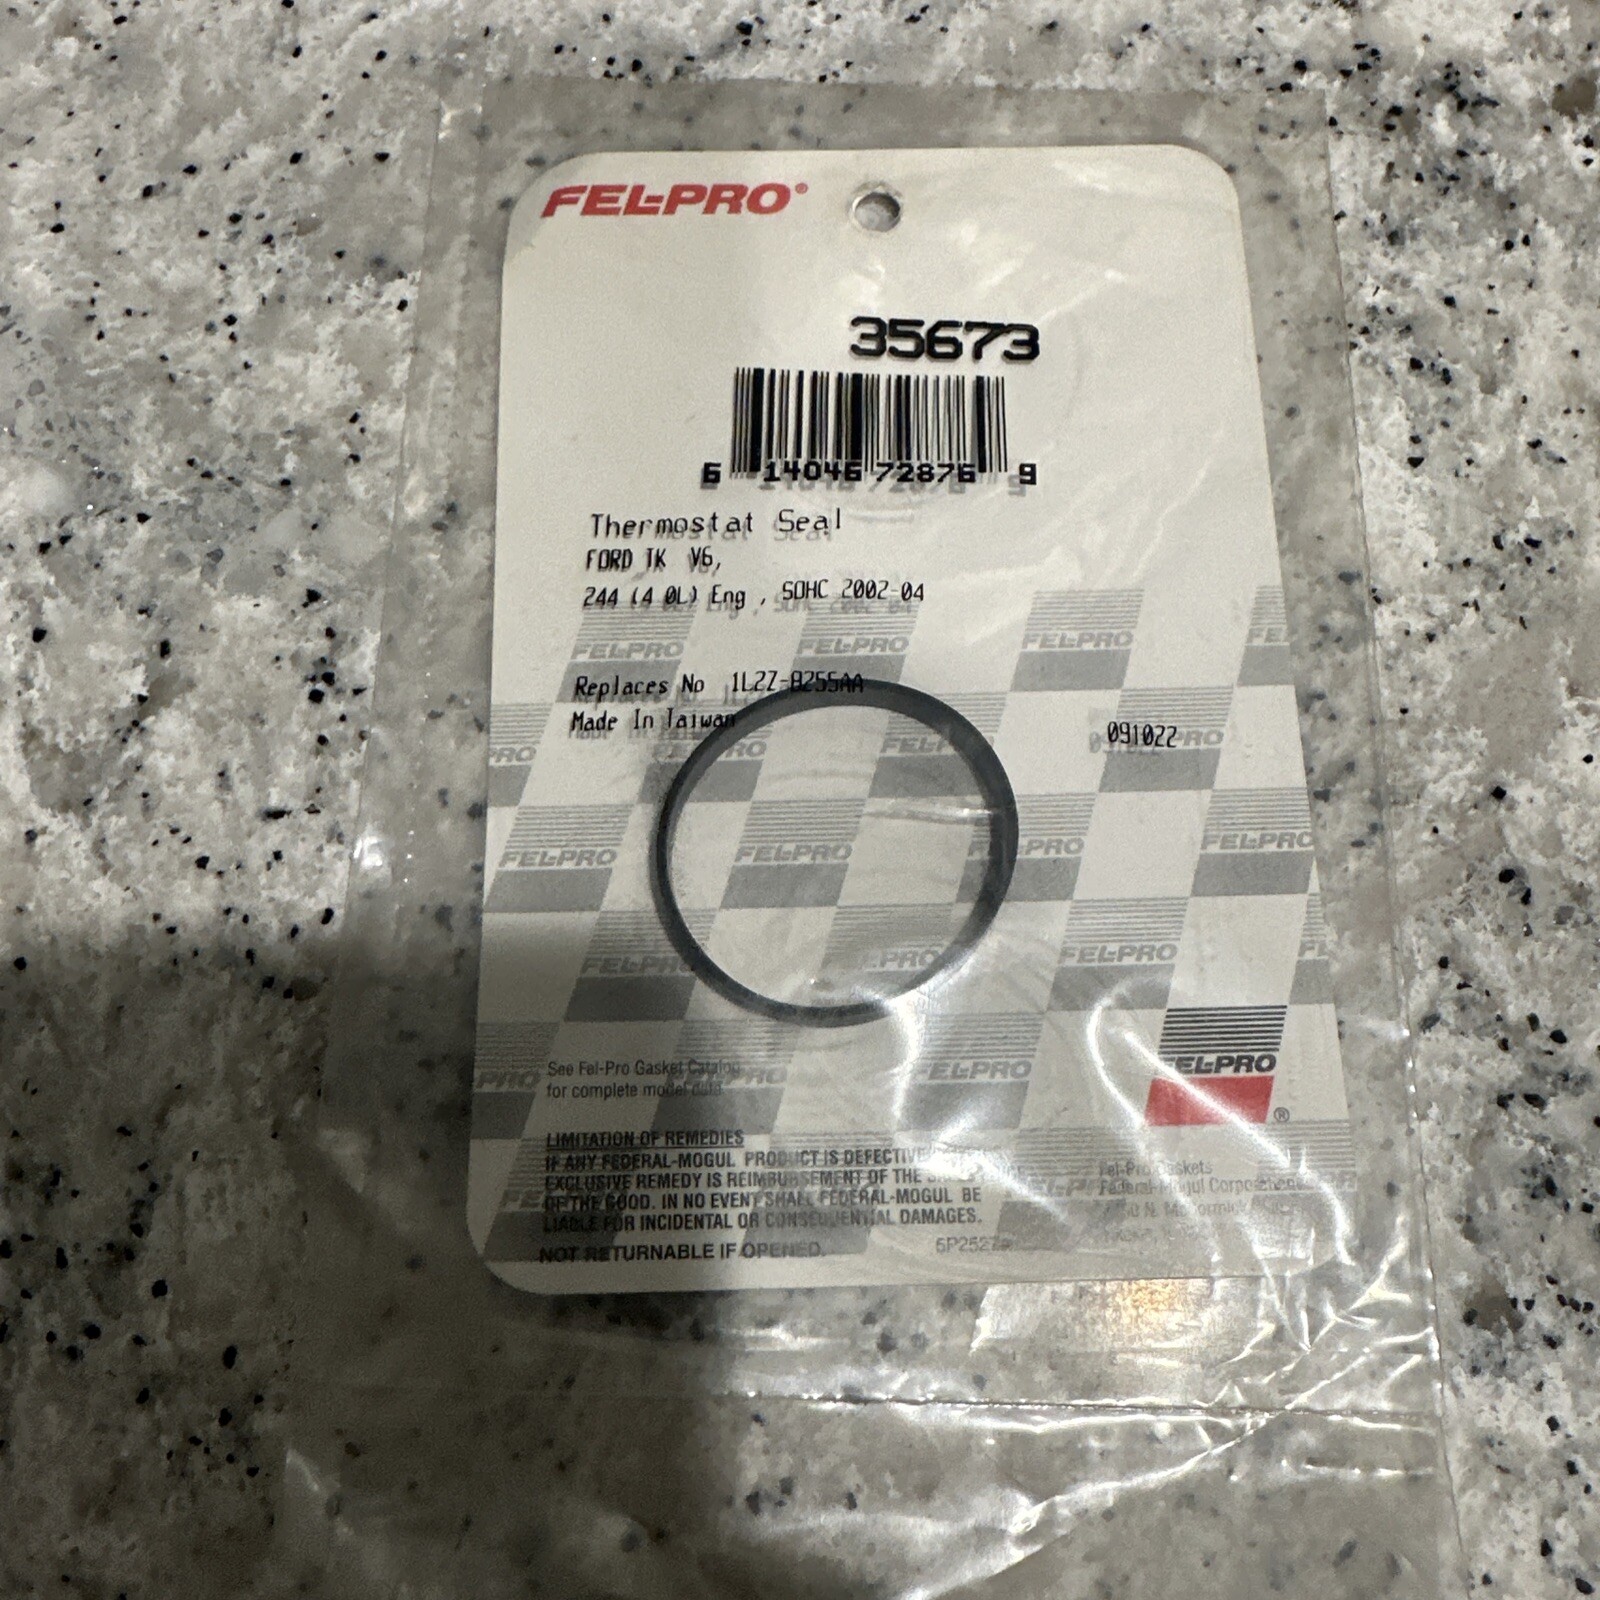 FEL-PRO®
35673
6 14046 72876 9
Thermostat Seal
FORD TK V6,
244 (4 0L) Eng , SOHC 2002-04
Replaces No 1L2Z-8255AA
Made In Taiwan
091022
See Fel-Pro Gasket Catalog
for complete model data
FEL-PRO
®
LIMITATION OF REMEDIES
IF ANY FEDERAL-MOGUL PRODUCT IS DEFECTIVE
EXCLUSIVE REMEDY IS REIMBURSEMENT OF THE
OF THE GOOD. IN NO EVENT SHALL FEDERAL-MOGUL BE
LIABLE FOR INCIDENTAL OR CONSEQUENTIAL DAMAGES.
NOT RETURNABLE IF OPENED.
Fel-Pro Gaskets
Federal-Mogul Corporation
N. McCormick